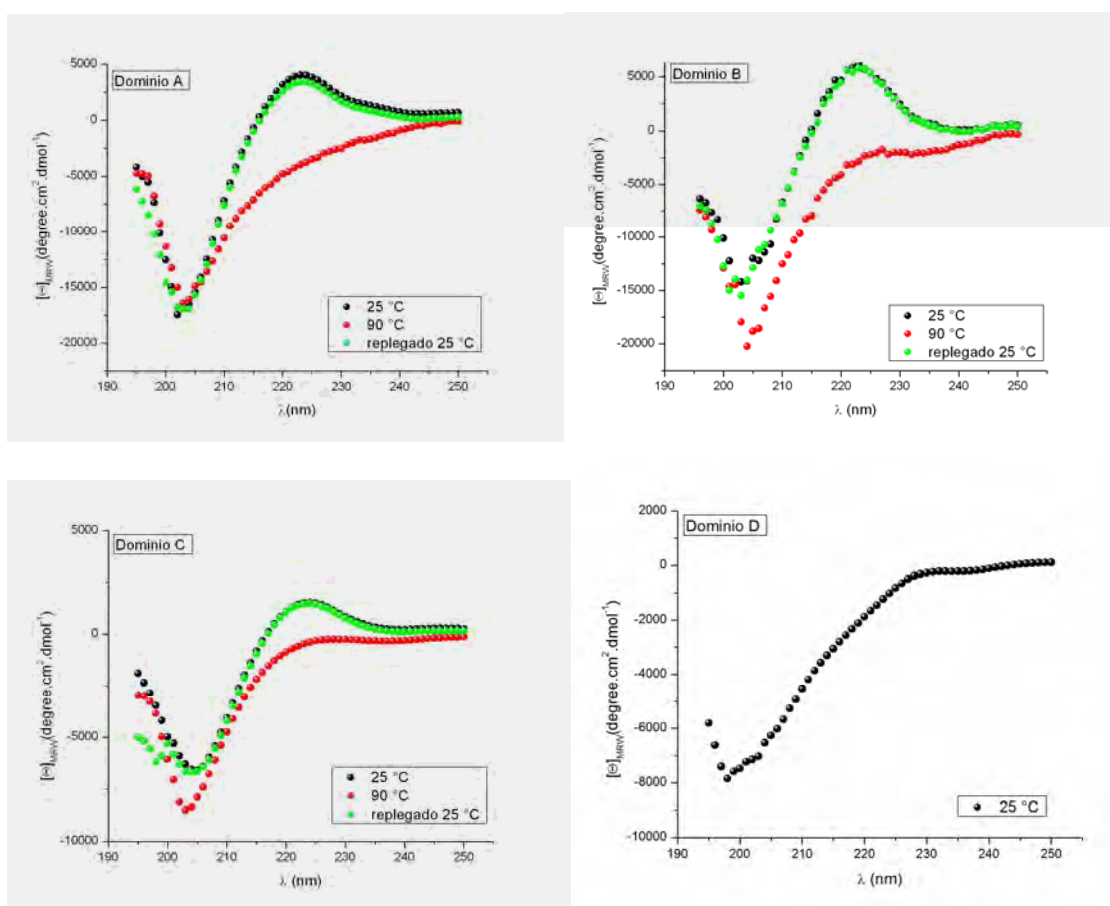 Dominio A
5000
0
-5000
-10000
-15000
-20000
[Θ]MRW(degree.cm².dmol⁻¹)
25 °C
90 °C
replegado 25 °C
190 200 210 220 230 240 250
λ(nm)
Dominio B
5000
0
-5000
-10000
-15000
-20000
[Θ]MRW(degree.cm².dmol⁻¹)
25 °C
90 °C
replegado 25 °C
190 200 210 220 230 240 250
λ (nm)
Dominio C
5000
0
-5000
-10000
[Θ]MRW(degree.cm².dmol⁻¹)
25 °C
90 °C
replegado 25 °C
190 200 210 220 230 240 250
λ (nm)
Dominio D
2000
0
-2000
-4000
-6000
-8000
-10000
[Θ]MRW(degree.cm².dmol⁻¹)
25 °C
190 200 210 220 230 240 250
λ (nm)